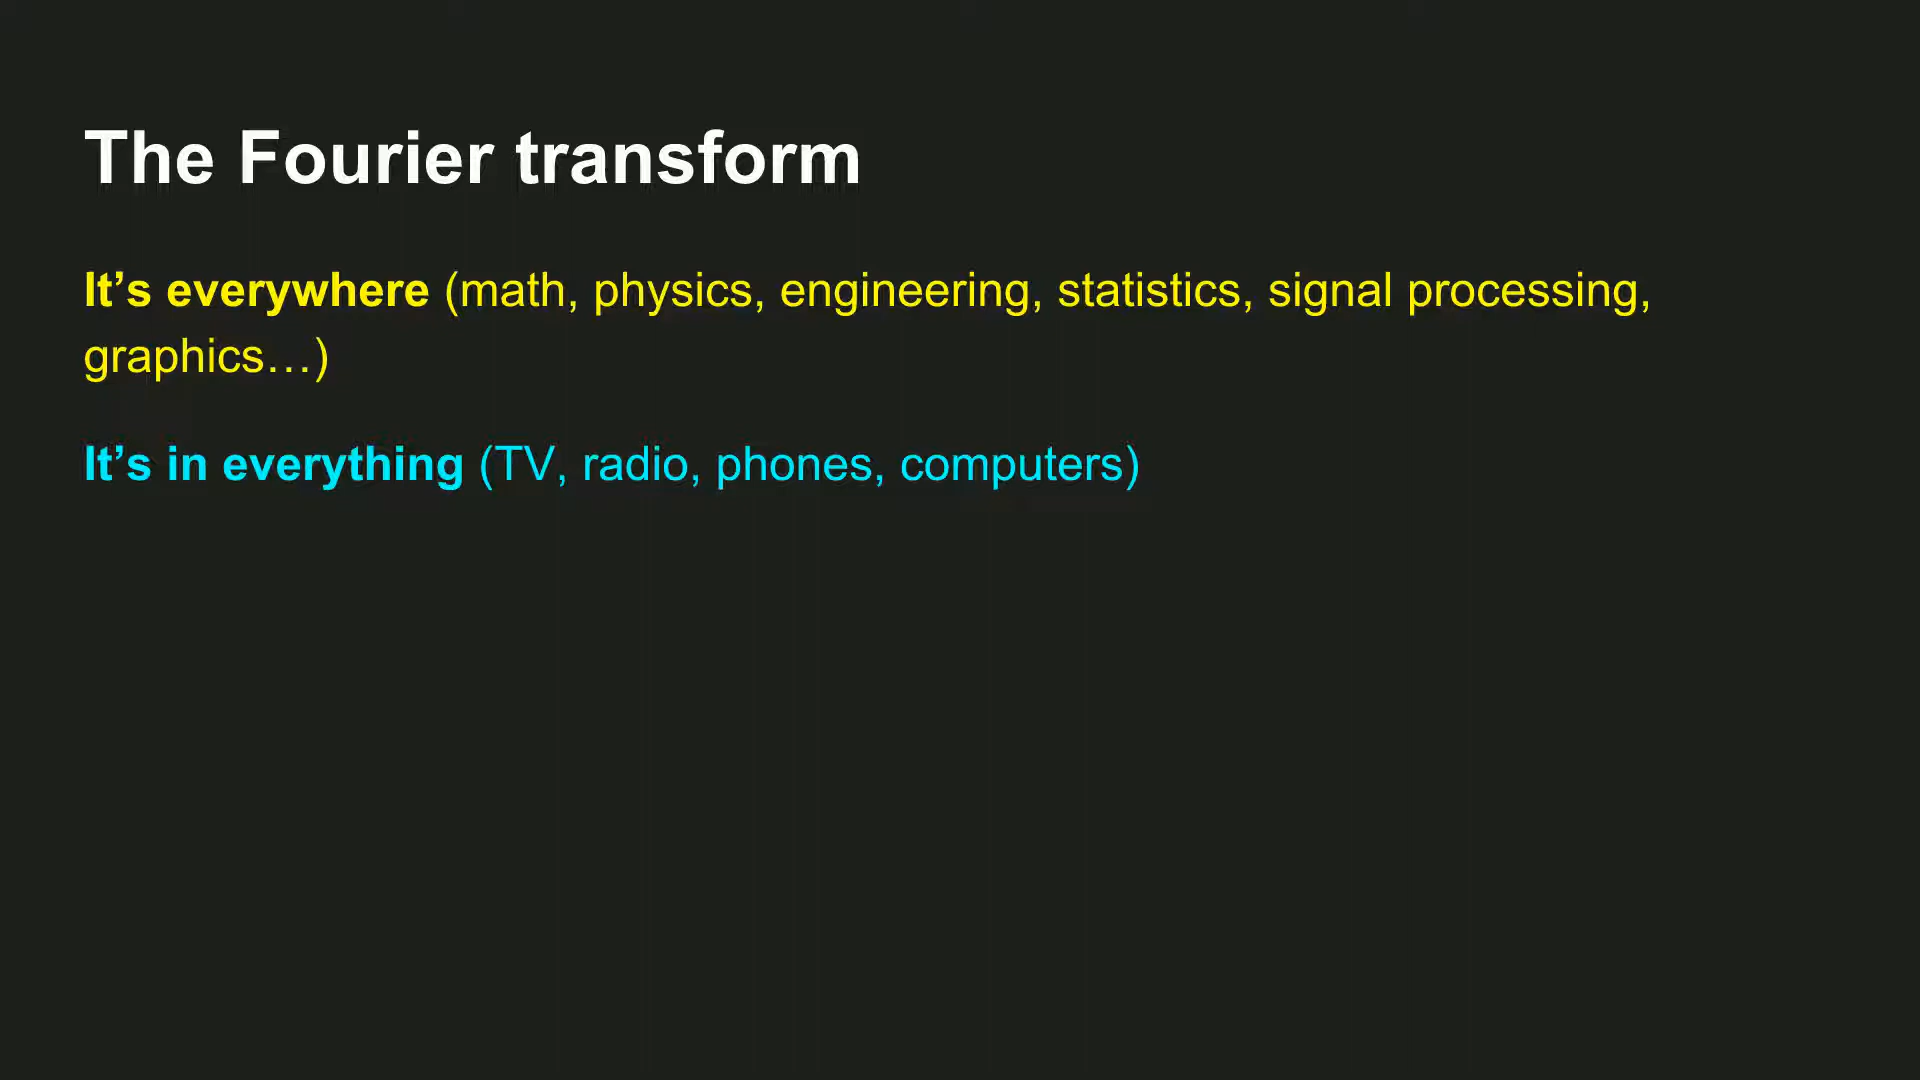 The Fourier transform
It’s everywhere (math, physics, engineering, statistics, signal processing,
graphics…)
It’s in everything (TV, radio, phones, computers)